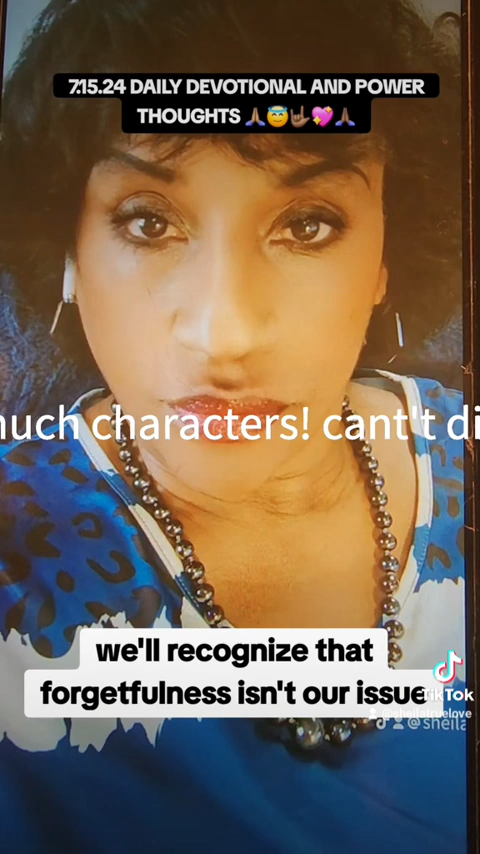 7.15.24 DAILY DEVOTIONAL AND POWER
THOUGHTS 🙏🏾😇🤟🏾💖🙏🏾
much characters! cant't di
we'll recognize that
forgetfulness isn't our issue
TikTok
@sheilatruelove
@sheila